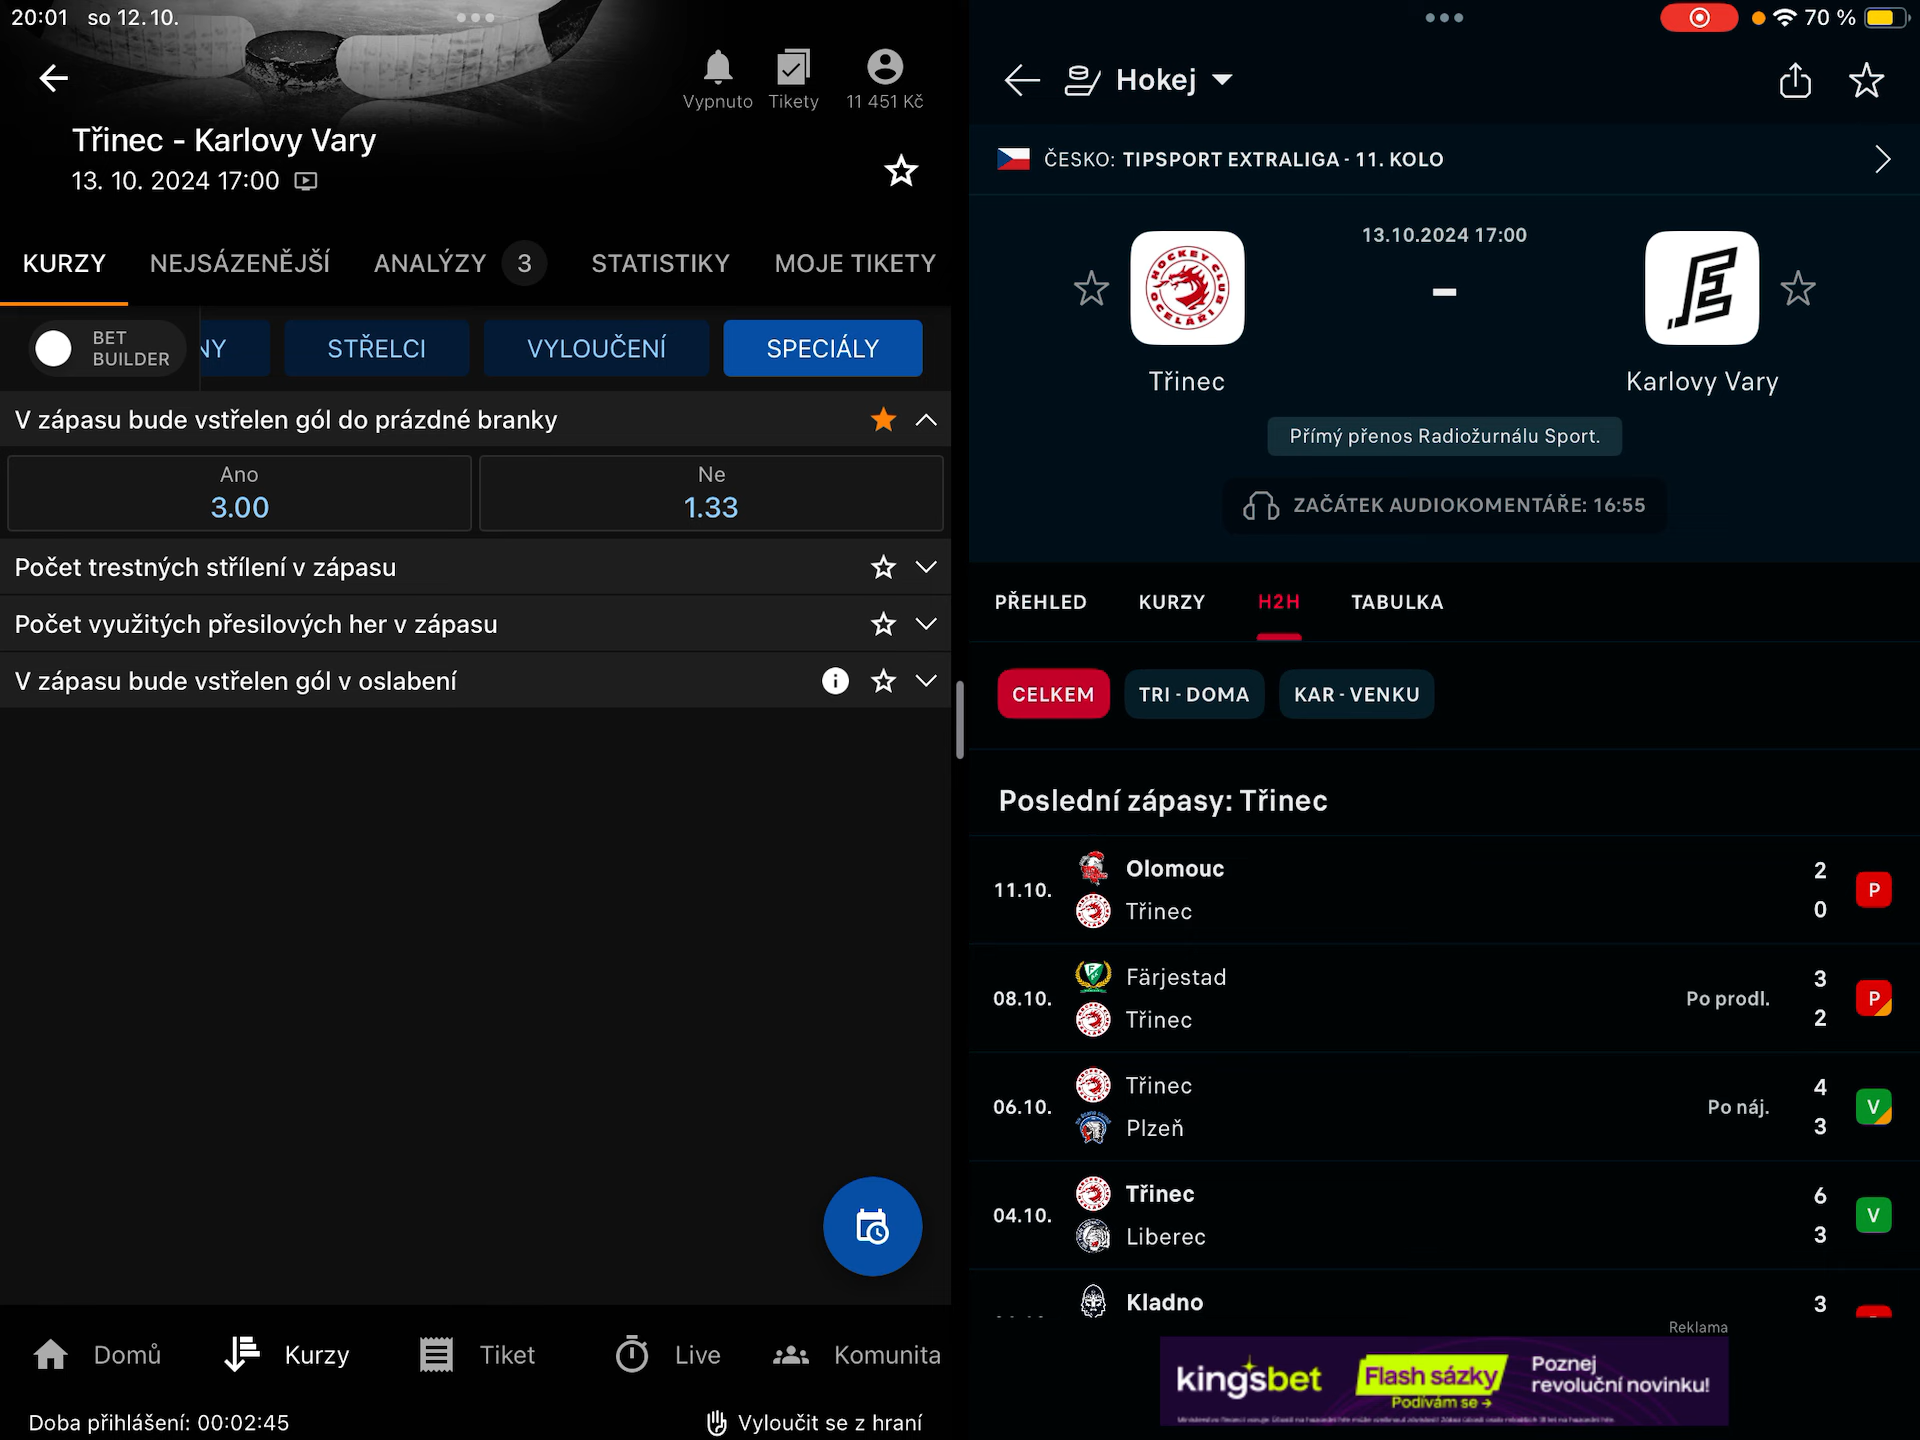 20:01 so 12. 10.
Vypnuto
Tikety
11 451 Kč
Třinec - Karlovy Vary
13. 10. 2024 17:00
KURZY
NEJSÁZENĚJŠÍ
ANALÝZY 3
STATISTIKY
MOJE TIKETY
BET
BUILDER
NY
STŘELCI
VYLOUČENÍ
SPECIÁLY
V zápasu bude vstřelen gól do prázdné branky
Ano
3.00
Ne
1.33
Počet trestných střílení v zápasu
Počet využitých přesilových her v zápasu
V zápasu bude vstřelen gól v oslabení
Domů
Kurzy
Tiket
Live
Komunita
Doba přihlášení: 00:02:45
Vyloučit se z hraní
70 %
Hokej
ČESKO: TIPSPORT EXTRALIGA - 11. KOLO
13.10.2024 17:00
HOCKEY CLUB
OCELÁŘI
-
Třinec
Karlovy Vary
Přímý přenos Radiožurnálu Sport.
ZAČÁTEK AUDIOKOMENTÁŘE: 16:55
PŘEHLED
KURZY
H2H
TABULKA
CELKEM
TRI - DOMA
KAR - VENKU
Poslední zápasy: Třinec
11.10.
Olomouc 2
Třinec 0
P
08.10.
Färjestad 3
Třinec 2
Po prodl.
P
06.10.
Třinec 4
Plzeň 3
Po náj.
V
04.10.
Třinec 6
Liberec 3
V
Kladno 3
Reklama
kingsbet
Flash sázky
Podívám se →
Poznej
revoluční novinku!